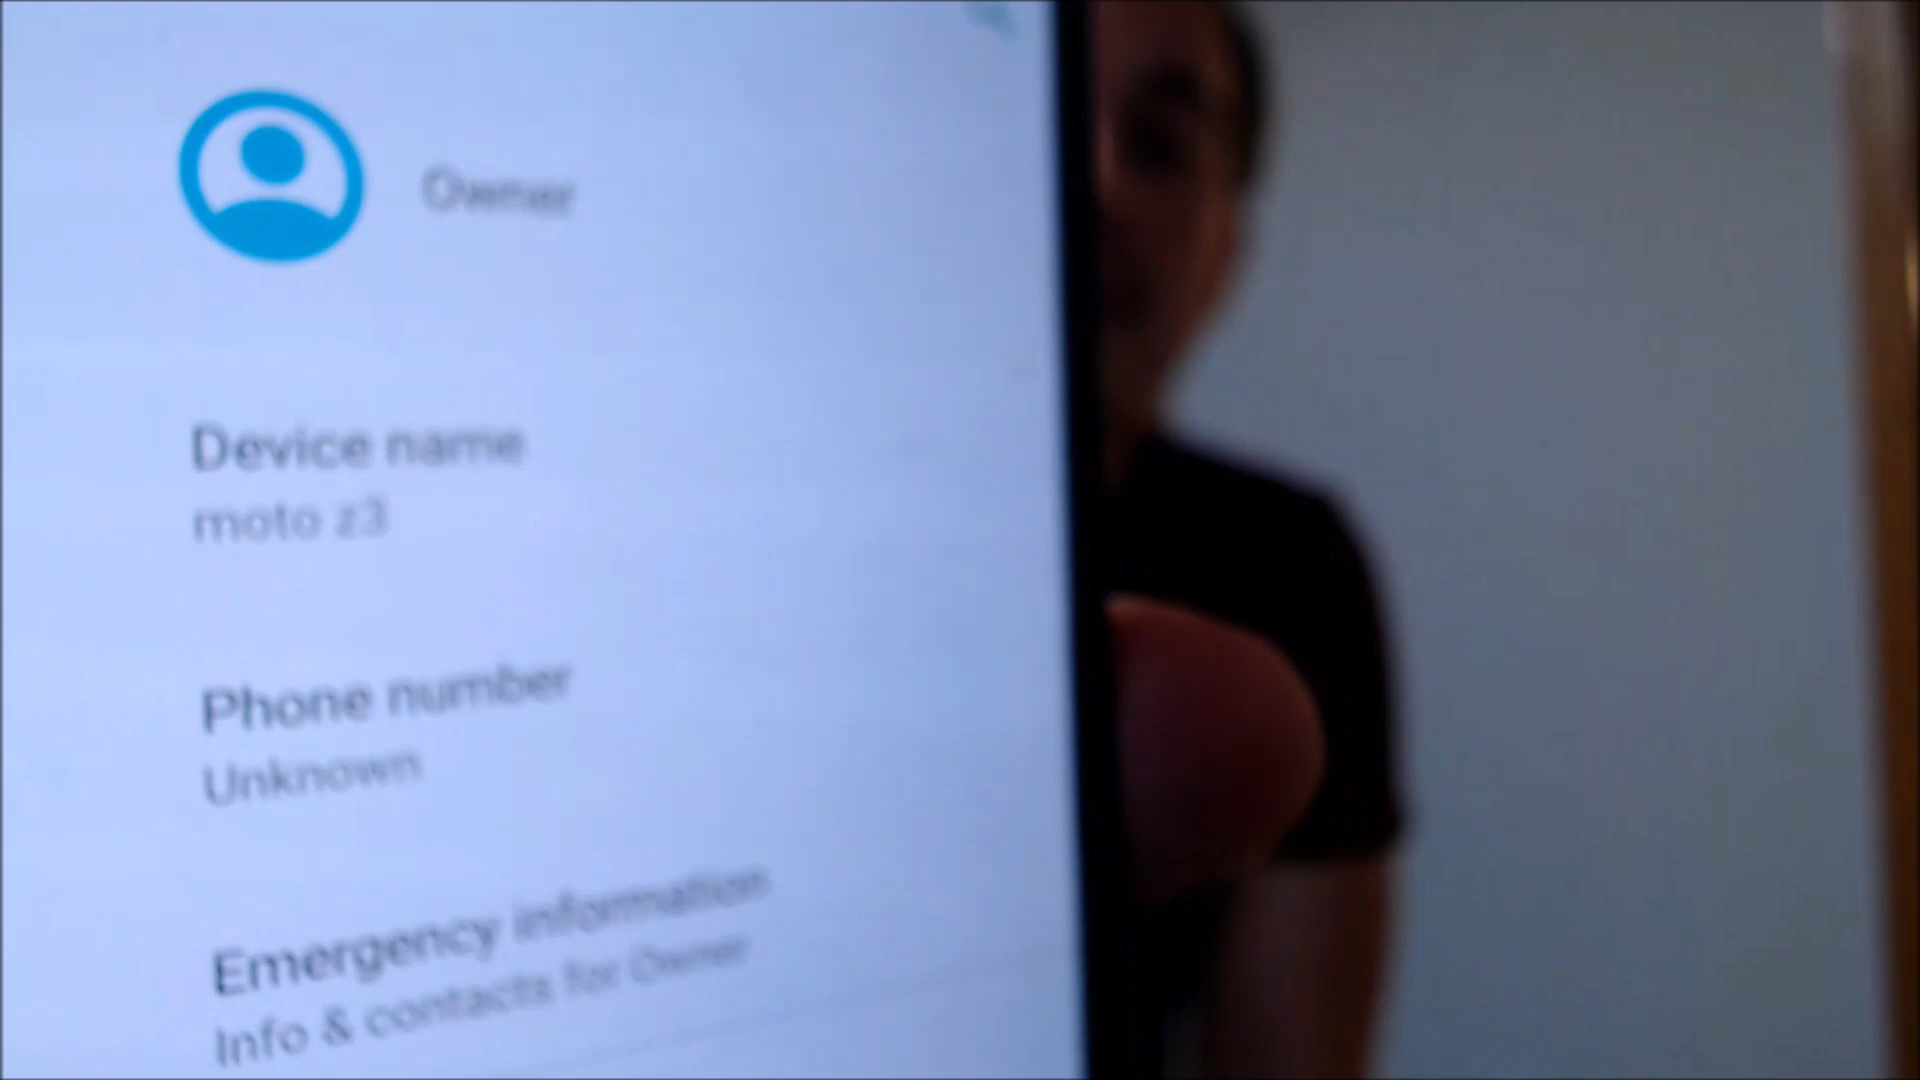 Owner
Device name
moto z3
Phone number
Unknown
Emergency information
Info & contacts for Owner